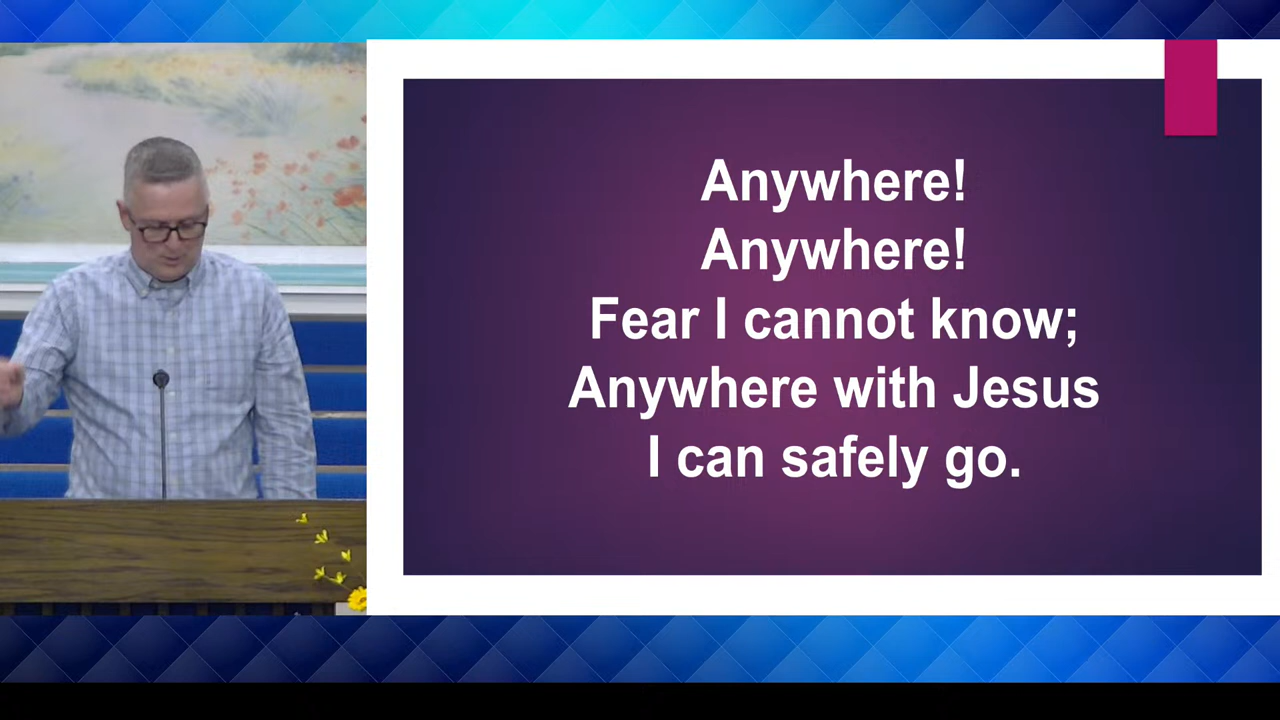 Anywhere!
Anywhere!
Fear I cannot know;
Anywhere with Jesus
I can safely go.